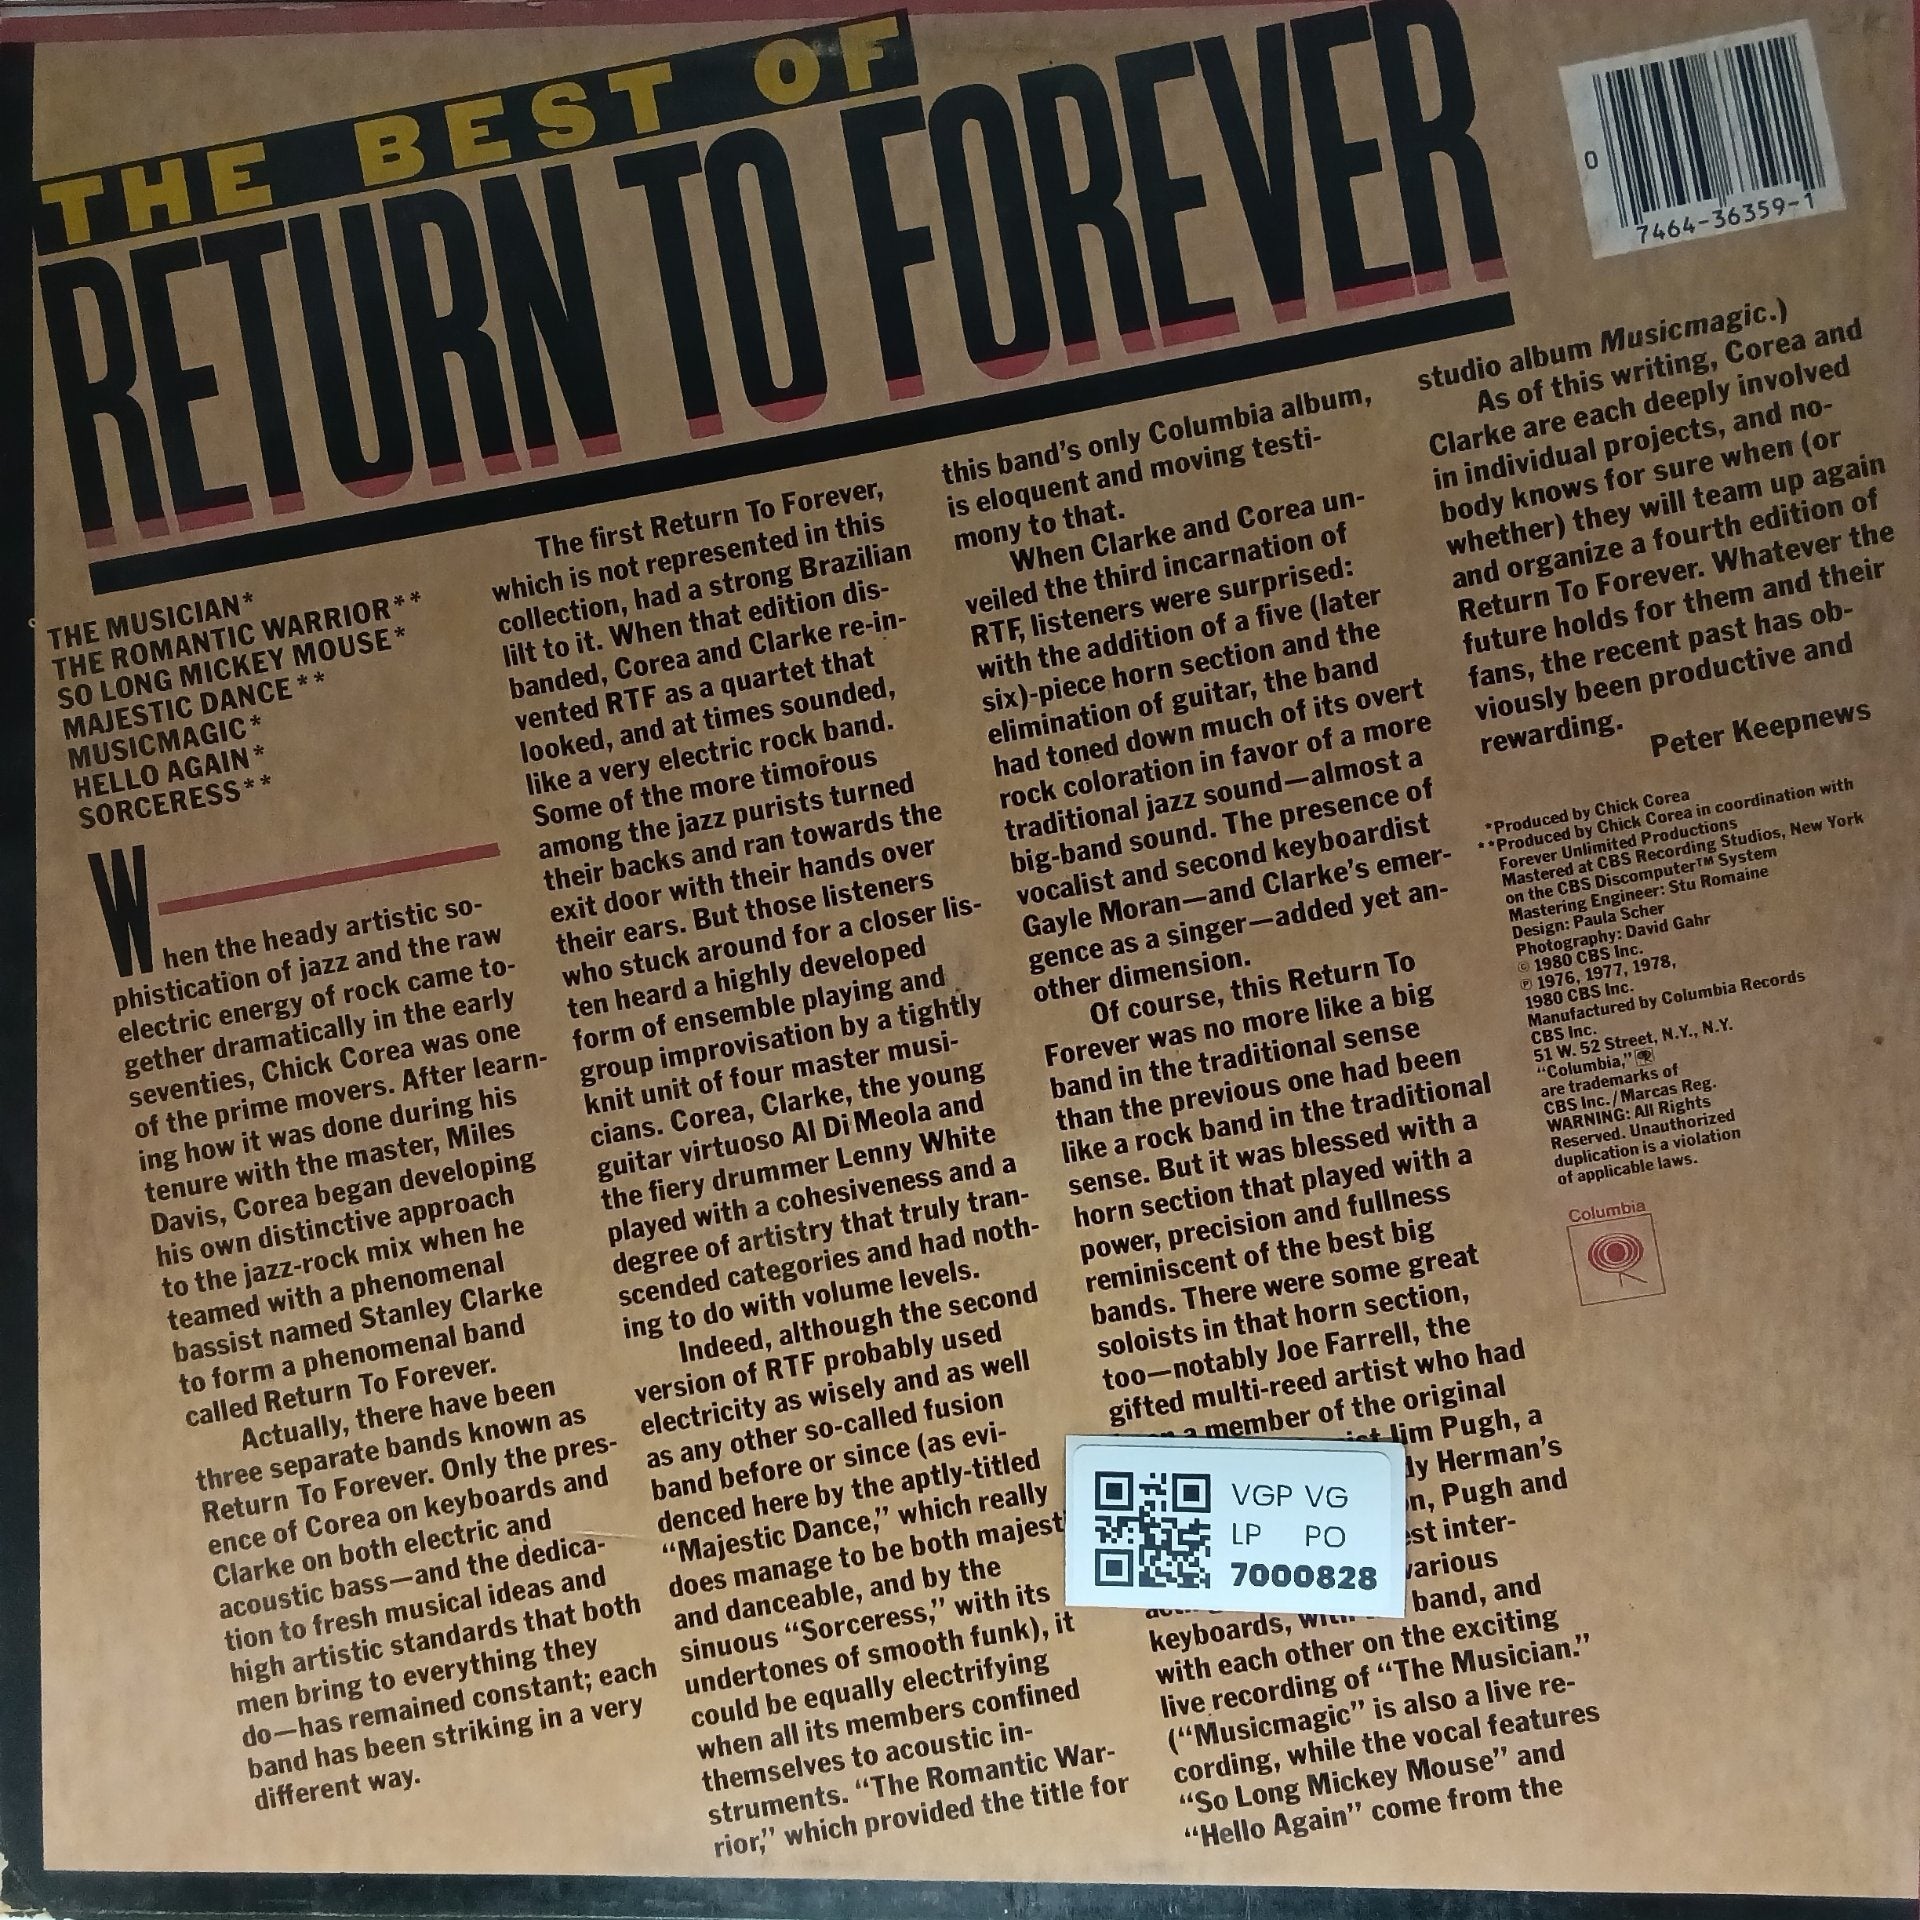 THE BEST OF
RETURN TO FOREVER
0
7464-36359-1
THE MUSICIAN*
THE ROMANTIC WARRIOR**
SO LONG MICKEY MOUSE*
MAJESTIC DANCE**
MUSICMAGIC*
HELLO AGAIN*
SORCERESS**
When the heady artistic so-
phistication of jazz and the raw
electric energy of rock came to-
gether dramatically in the early
seventies, Chick Corea was one
of the prime movers. After learn-
ing how it was done during his
tenure with the master, Miles
Davis, Corea began developing
his own distinctive approach
to the jazz-rock mix when he
teamed with a phenomenal
bassist named Stanley Clarke
to form a phenomenal band
called Return To Forever.
Actually, there have been
three separate bands known as
Return To Forever. Only the pres-
ence of Corea on keyboards and
Clarke on both electric and
acoustic bass—and the dedica-
tion to fresh musical ideas and
high artistic standards that both
men bring to everything they
do—has remained constant; each
band has been striking in a very
different way.
The first Return To Forever,
which is not represented in this
collection, had a strong Brazilian
lilt to it. When that edition dis-
banded, Corea and Clarke re-in-
vented RTF as a quartet that
looked, and at times sounded,
like a very electric rock band.
Some of the more timorous
among the jazz purists turned
their backs and ran towards the
exit door with their hands over
their ears. But those listeners
who stuck around for a closer lis-
ten heard a highly developed
form of ensemble playing and
group improvisation by a tightly
knit unit of four master musi-
cians. Corea, Clarke, the young
guitar virtuoso Al DiMeola and
the fiery drummer Lenny White
played with a cohesiveness and a
degree of artistry that truly tran-
scended categories and had noth-
ing to do with volume levels.
Indeed, although the second
version of RTF probably used
electricity as wisely and as well
as any other so-called fusion
band before or since (as evi-
denced here by the aptly-titled
"Majestic Dance," which really
does manage to be both majesti
and danceable, and by the
sinuous "Sorceress," with its
undertones of smooth funk), it
could be equally electrifying
when all its members confined
themselves to acoustic in-
struments. "The Romantic War-
rior," which provided the title for
this band's only Columbia album,
is eloquent and moving testi-
mony to that.
When Clarke and Corea un-
veiled the third incarnation of
RTF, listeners were surprised:
with the addition of a five (later
six)-piece horn section and the
elimination of guitar, the band
had toned down much of its overt
rock coloration in favor of a more
traditional jazz sound—almost a
big-band sound. The presence of
vocalist and second keyboardist
Gayle Moran—and Clarke's emer-
gence as a singer—added yet an-
other dimension.
Of course, this Return To
Forever was no more like a big
band in the traditional sense
than the previous one had been
like a rock band in the traditional
sense. But it was blessed with a
horn section that played with a
power, precision and fullness
reminiscent of the best big
bands. There were some great
soloists in that horn section,
too—notably Joe Farrell, the
gifted multi-reed artist who had
a member of the original
Jim Pugh, a
Herman's
Pugh and
inter-
various
keyboards, with band, and
with each other on the exciting
live recording of "The Musician."
("Musicmagic" is also a live re-
cording, while the vocal features
"So Long Mickey Mouse" and
"Hello Again" come from the
studio album Musicmagic.)
As of this writing, Corea and
Clarke are each deeply involved
in individual projects, and no-
body knows for sure when (or
whether) they will team up again
and organize a fourth edition of
Return To Forever. Whatever the
future holds for them and their
fans, the recent past has ob-
viously been productive and
rewarding.
Peter Keepnews
*Produced by Chick Corea
**Produced by Chick Corea in coordination with
Forever Unlimited Productions
Mastered at CBS Recording Studios, New York
on the CBS Discomputer™ System
Mastering Engineer: Stu Romaine
Design: Paula Scher
Photography: David Gahr
© 1980 CBS Inc.
℗ 1976, 1977, 1978,
1980 CBS Inc.
Manufactured by Columbia Records
CBS Inc.
51 W. 52 Street, N.Y., N.Y.
"Columbia,"
are trademarks of
CBS Inc./Marcas Reg.
WARNING: All Rights
Reserved. Unauthorized
duplication is a violation
of applicable laws.
Columbia
VGP VG
LP PO
7000828